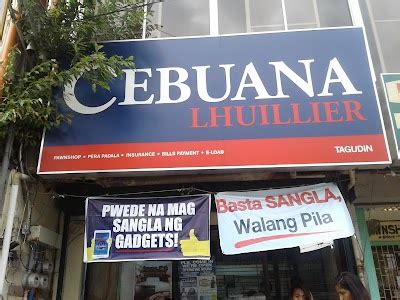 CEBUANA
LHUILLIER
PAWNSHOP • PERA PADALA • INSURANCE • BILLS PAYMENT • E-LOAD
TAGUDIN
PWEDE NA MAG
SANGLA NG
GADGETS!
Basta SANGLA,
Walang Pila